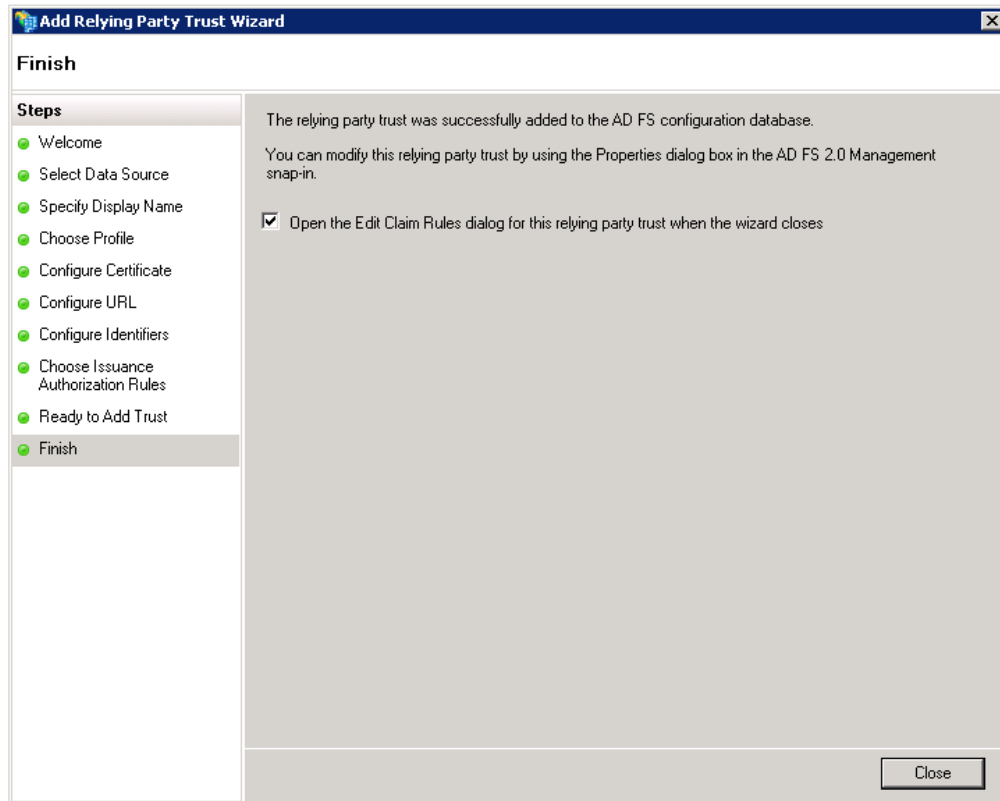 Add Relying Party Trust Wizard
Finish
Steps
Welcome
Select Data Source
Specify Display Name
Choose Profile
Configure Certificate
Configure URL
Configure Identifiers
Choose Issuance
Authorization Rules
Ready to Add Trust
Finish
The relying party trust was successfully added to the AD FS configuration database.
You can modify this relying party trust by using the Properties dialog box in the AD FS 2.0 Management
snap-in.
Open the Edit Claim Rules dialog for this relying party trust when the wizard closes
Close